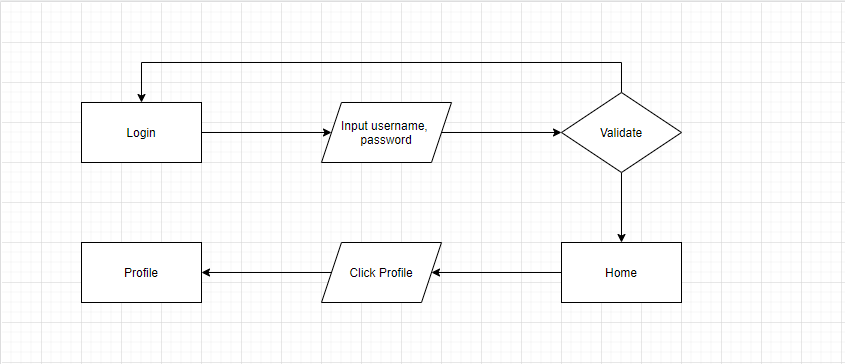 Login
Input username,
password
Validate
Profile
Click Profile
Home